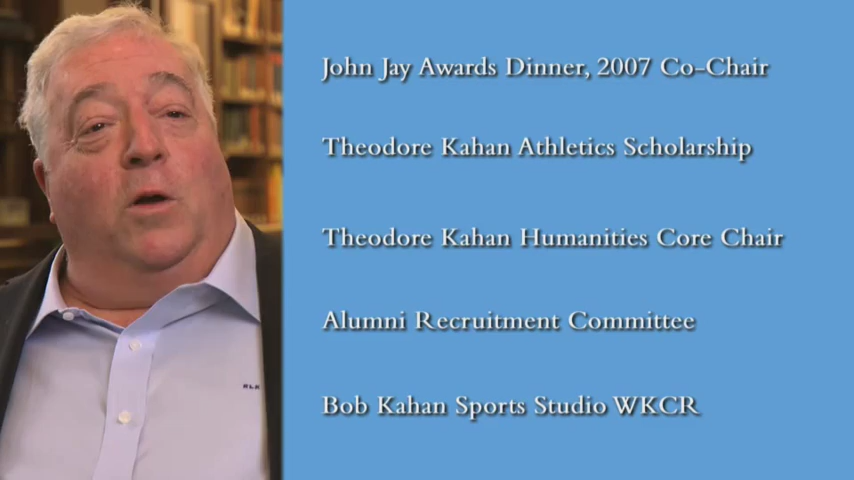 John Jay Awards Dinner, 2007 Co-Chair
Theodore Kahan Athletics Scholarship
Theodore Kahan Humanities Core Chair
Alumni Recruitment Committee
Bob Kahan Sports Studio WKCR